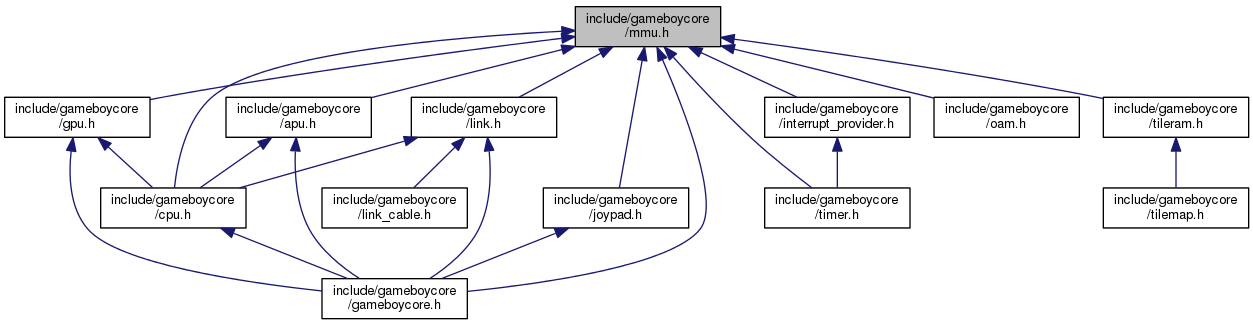 include/gameboycore
/mmu.h
include/gameboycore
/gpu.h
include/gameboycore
/apu.h
include/gameboycore
/link.h
include/gameboycore
/interrupt_provider.h
include/gameboycore
/oam.h
include/gameboycore
/tileram.h
include/gameboycore
/cpu.h
include/gameboycore
/link_cable.h
include/gameboycore
/joypad.h
include/gameboycore
/timer.h
include/gameboycore
/tilemap.h
include/gameboycore
/gameboycore.h